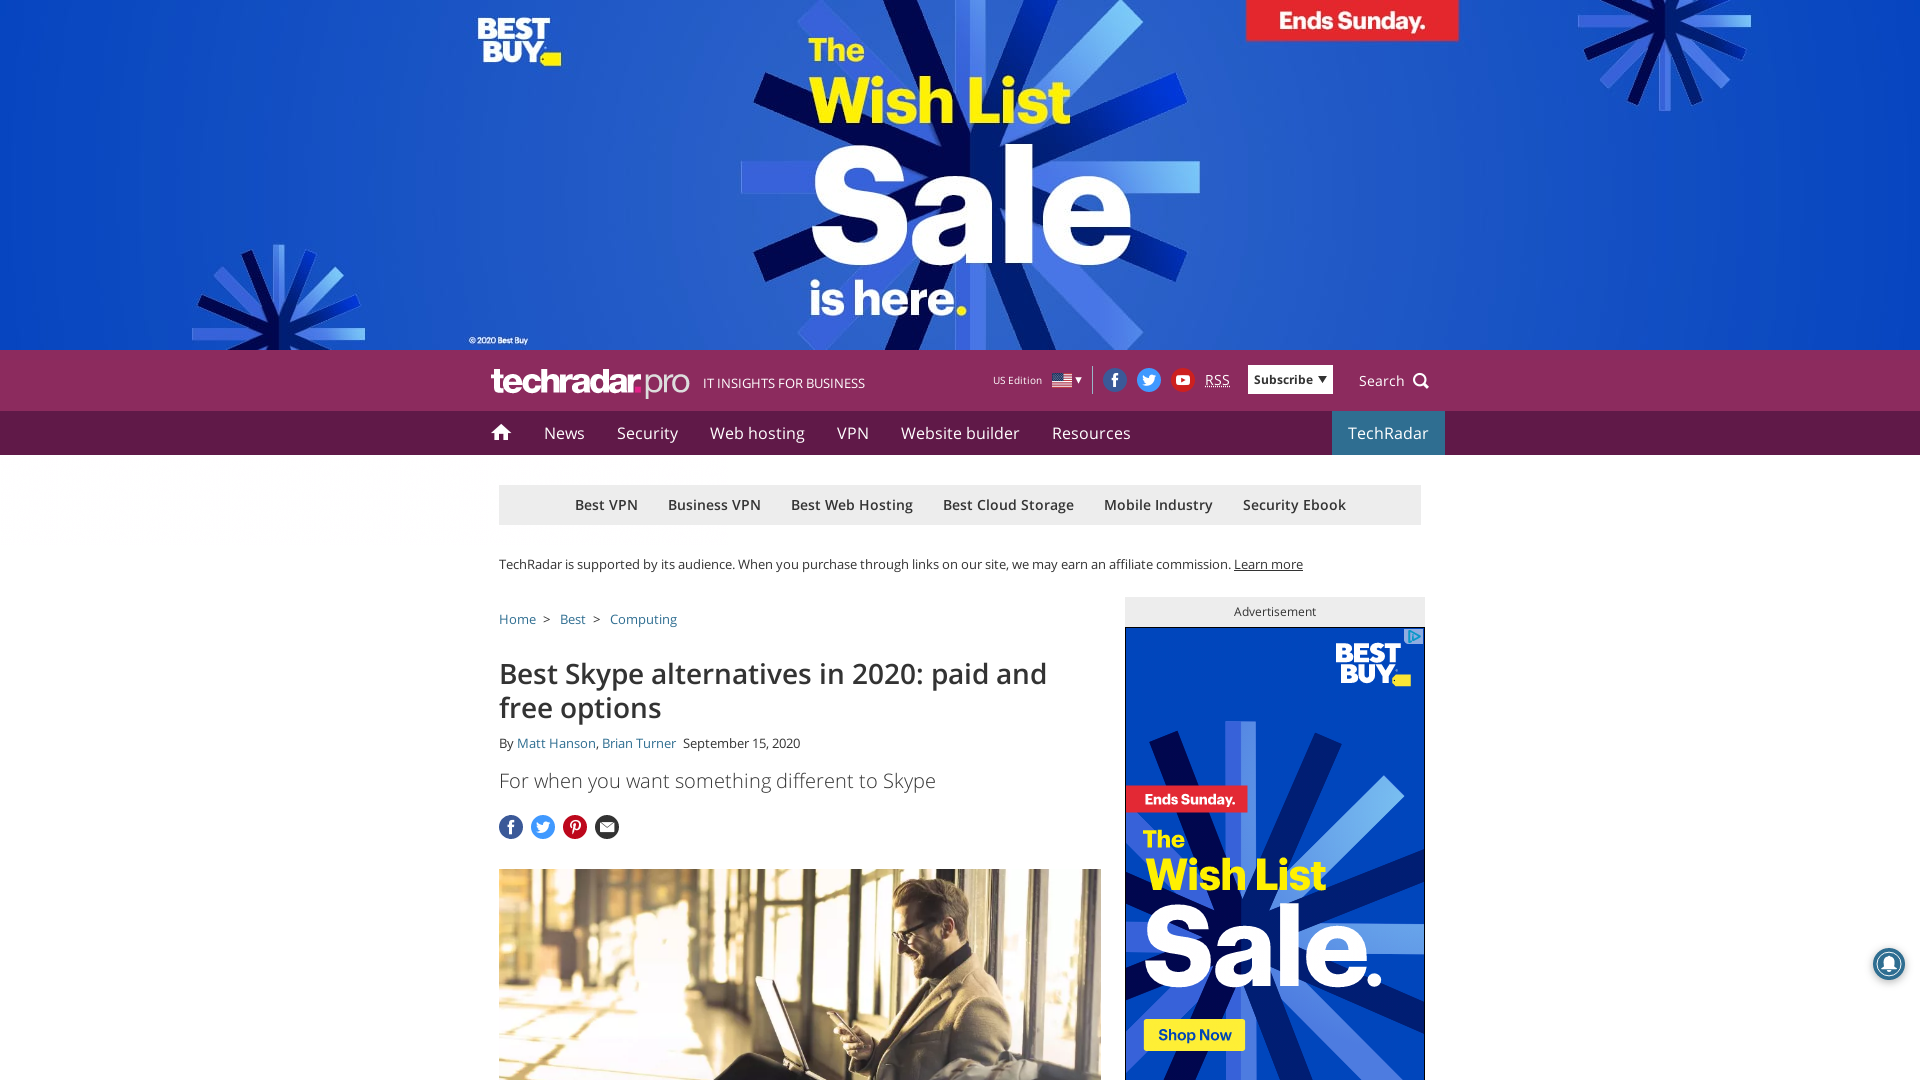 BEST
BUY
Ends Sunday.
The
Wish List
Sale
is here.
© 2020 Best Buy
techradar.pro
IT INSIGHTS FOR BUSINESS
US Edition
RSS
Subscribe
Search
News
Security
Web hosting
VPN
Website builder
Resources
TechRadar
Best VPN
Business VPN
Best Web Hosting
Best Cloud Storage
Mobile Industry
Security Ebook
TechRadar is supported by its audience. When you purchase through links on our site, we may earn an affiliate commission. Learn more
Home > Best > Computing
Best Skype alternatives in 2020: paid and
free options
By Matt Hanson, Brian Turner September 15, 2020
For when you want something different to Skype
Advertisement
BEST
BUY
Ends Sunday.
The
Wish List
Sale.
Shop Now